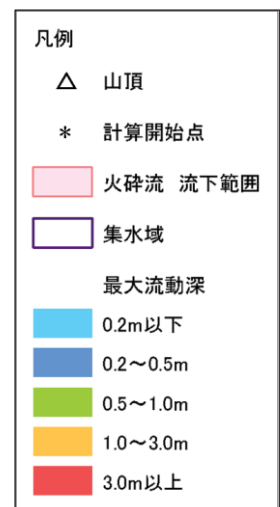 凡例
△ 山頂
* 計算開始点
火砕流 流下範囲
集水域
最大流動深
0.2m以下
0.2～0.5m
0.5～1.0m
1.0～3.0m
3.0m以上